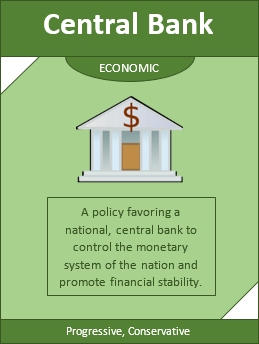 Central Bank
ECONOMIC
$
A policy favoring a
national, central bank to
control the monetary
system of the nation and
promote financial stability.
Progressive, Conservative